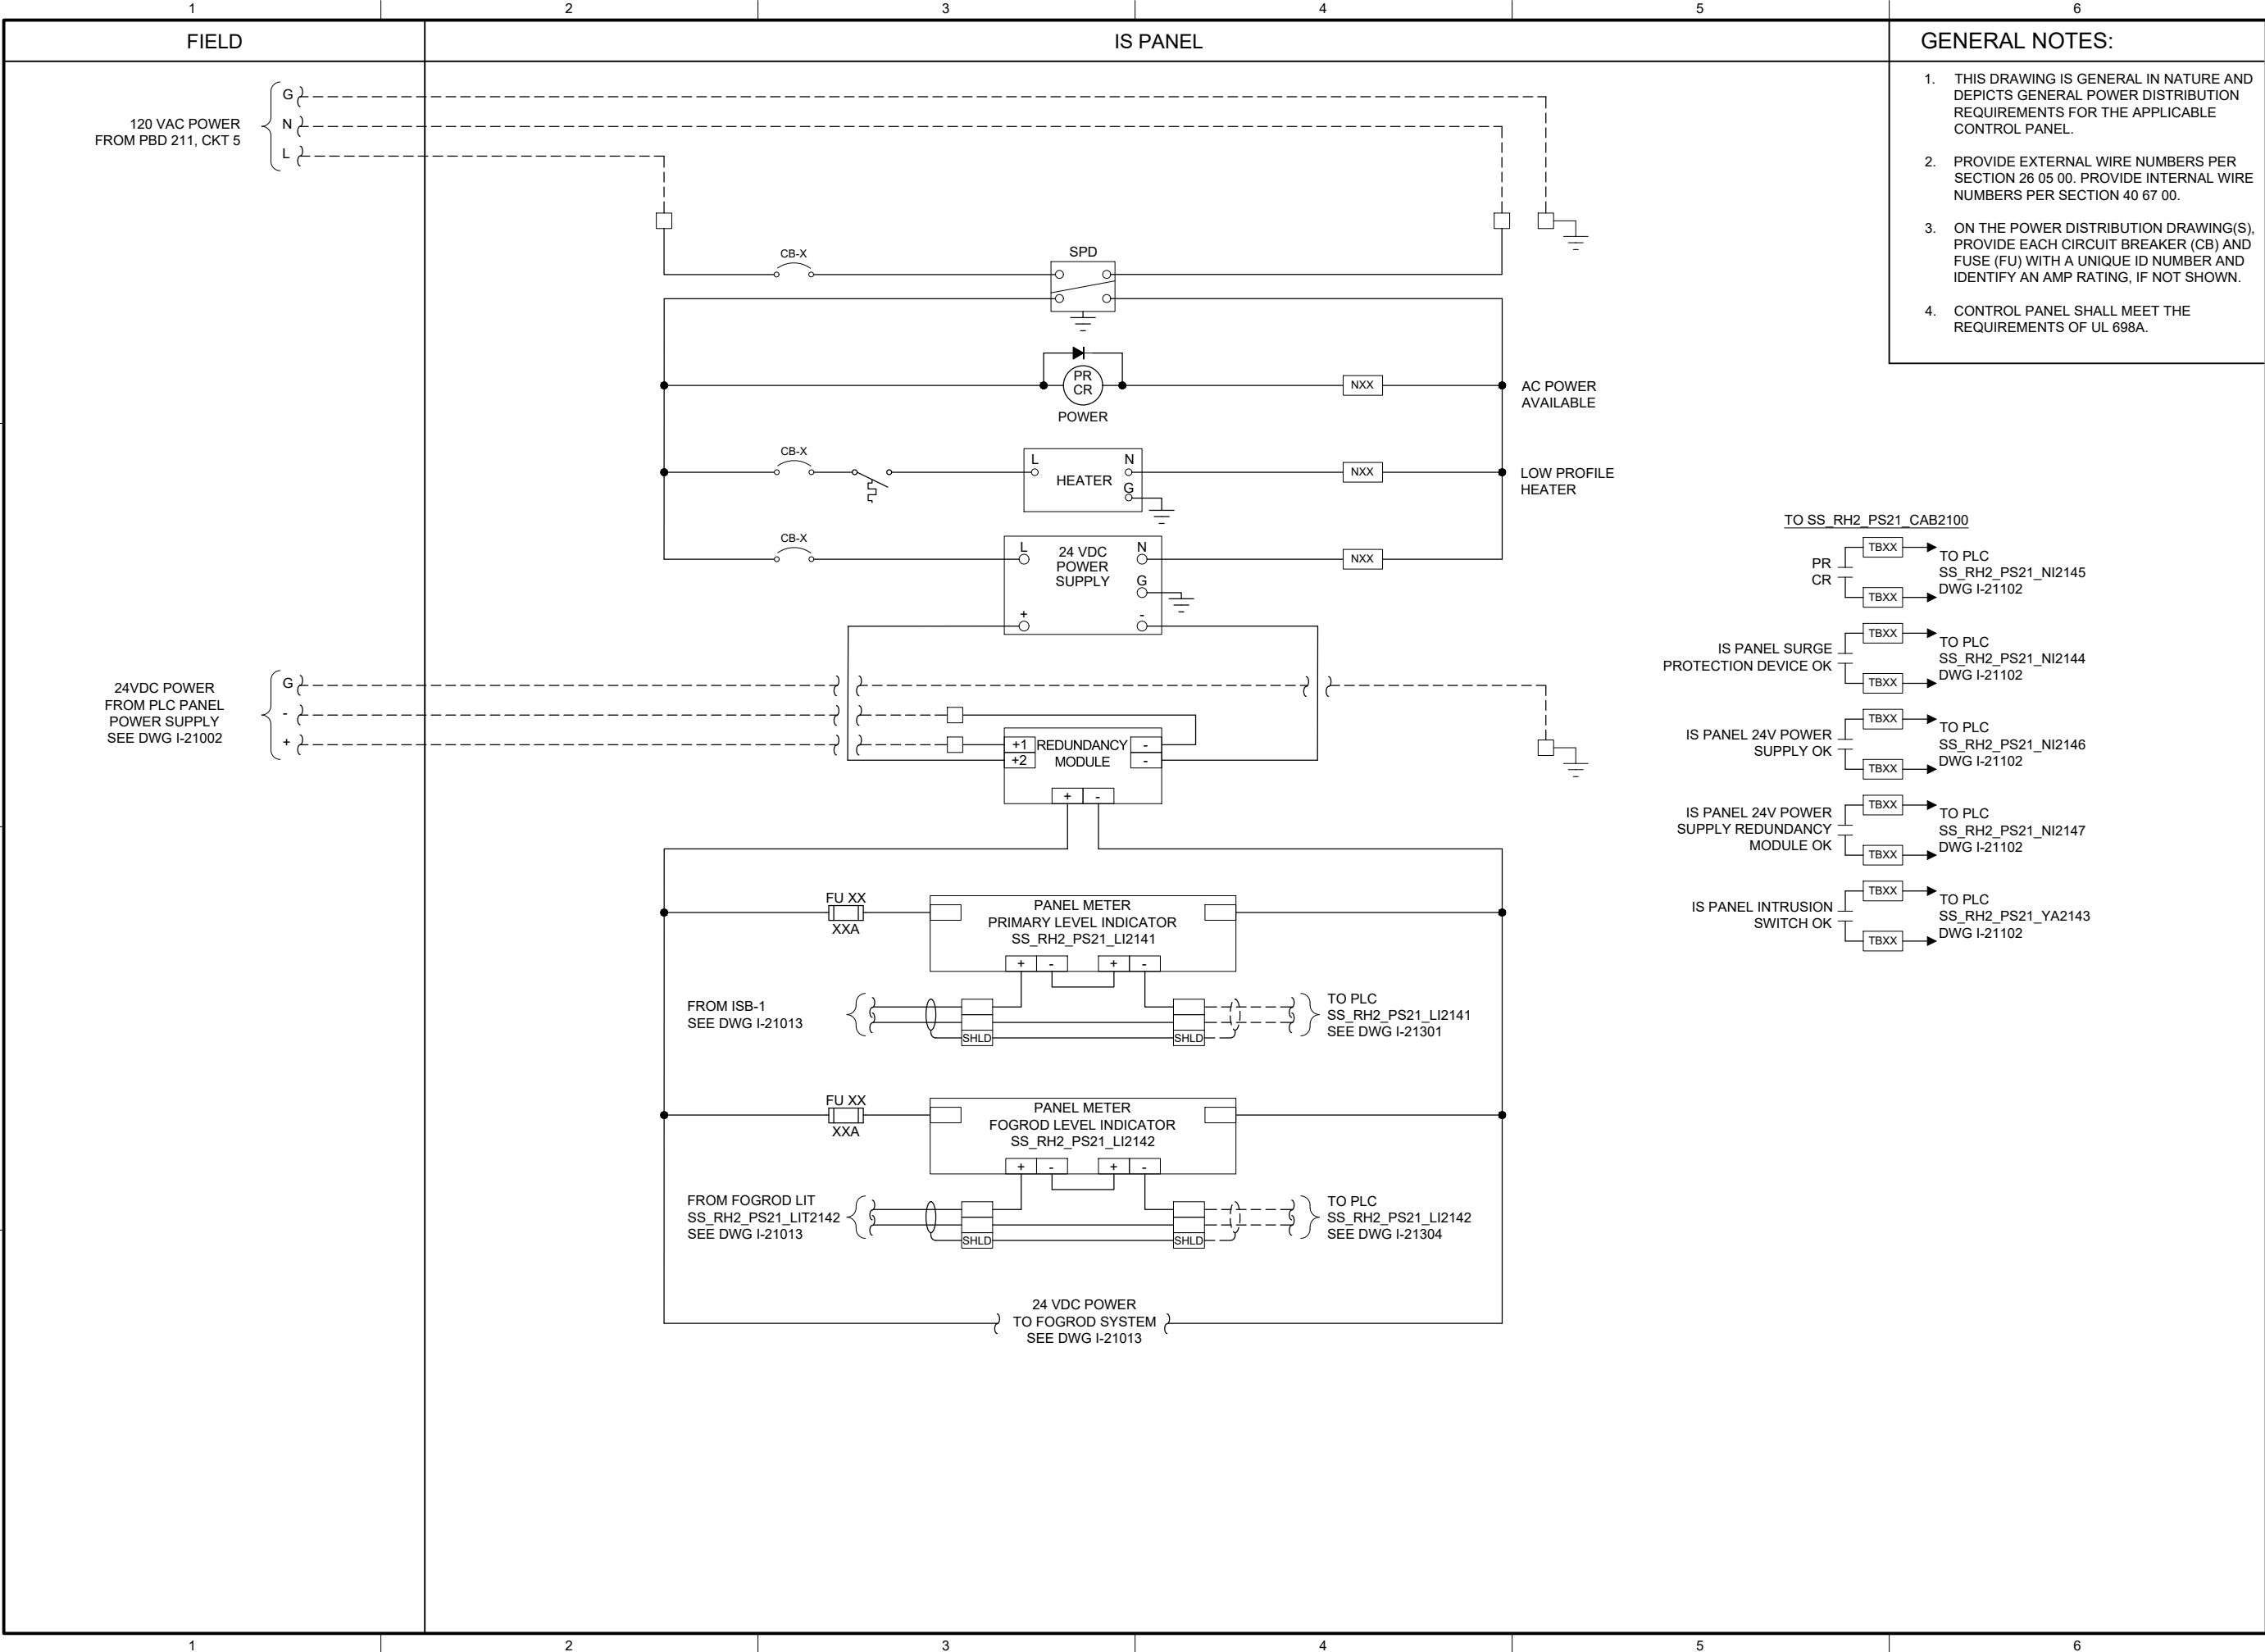 1 2 3 4 5 6
FIELD
IS PANEL
GENERAL NOTES:
1. THIS DRAWING IS GENERAL IN NATURE AND
DEPICTS GENERAL POWER DISTRIBUTION
REQUIREMENTS FOR THE APPLICABLE
CONTROL PANEL.
2. PROVIDE EXTERNAL WIRE NUMBERS PER
SECTION 26 05 00. PROVIDE INTERNAL WIRE
NUMBERS PER SECTION 40 67 00.
3. ON THE POWER DISTRIBUTION DRAWING(S),
PROVIDE EACH CIRCUIT BREAKER (CB) AND
FUSE (FU) WITH A UNIQUE ID NUMBER AND
IDENTIFY AN AMP RATING, IF NOT SHOWN.
4. CONTROL PANEL SHALL MEET THE
REQUIREMENTS OF UL 698A.
120 VAC POWER
FROM PBD 211, CKT 5
G
N
L
CB-X
SPD
PR
CR
POWER
NXX
AC POWER
AVAILABLE
CB-X
L
HEATER
N
G
NXX
LOW PROFILE
HEATER
CB-X
L
24 VDC
POWER
SUPPLY
N
G
+
-
NXX
24VDC POWER
FROM PLC PANEL
POWER SUPPLY
SEE DWG I-21002
G
-
+
+1
+2
REDUNDANCY
MODULE
-
-
+ -
FU XX
XXA
PANEL METER
PRIMARY LEVEL INDICATOR
SS_RH2_PS21_LI2141
+ - + -
FROM ISB-1
SEE DWG I-21013
SHLD
SHLD
TO PLC
SS_RH2_PS21_LI2141
SEE DWG I-21301
FU XX
XXA
PANEL METER
FOGROD LEVEL INDICATOR
SS_RH2_PS21_LI2142
+ - + -
FROM FOGROD LIT
SS_RH2_PS21_LIT2142
SEE DWG I-21013
SHLD
SHLD
TO PLC
SS_RH2_PS21_LI2142
SEE DWG I-21304
24 VDC POWER
TO FOGROD SYSTEM
SEE DWG I-21013
TO SS_RH2_PS21_CAB2100
PR
CR
TBXX
TBXX
TO PLC
SS_RH2_PS21_NI2145
DWG I-21102
IS PANEL SURGE
PROTECTION DEVICE OK
TBXX
TBXX
TO PLC
SS_RH2_PS21_NI2144
DWG I-21102
IS PANEL 24V POWER
SUPPLY OK
TBXX
TBXX
TO PLC
SS_RH2_PS21_NI2146
DWG I-21102
IS PANEL 24V POWER
SUPPLY REDUNDANCY
MODULE OK
TBXX
TBXX
TO PLC
SS_RH2_PS21_NI2147
DWG I-21102
IS PANEL INTRUSION
SWITCH OK
TBXX
TBXX
TO PLC
SS_RH2_PS21_YA2143
DWG I-21102
1 2 3 4 5 6